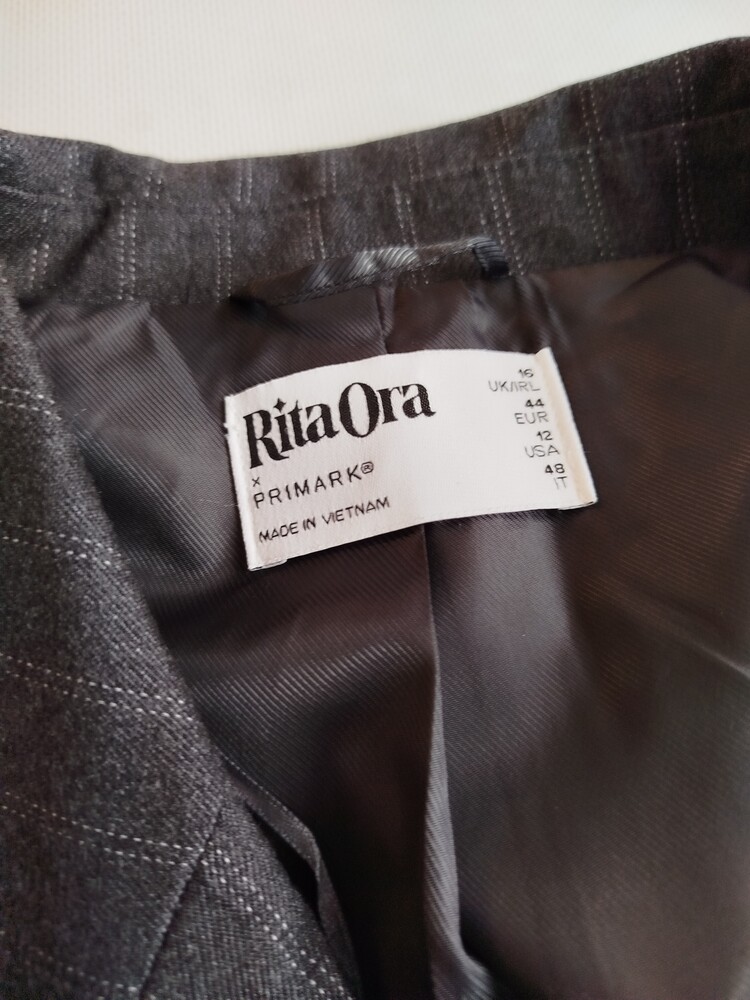 Rita Ora
x
PRIMARK®
MADE IN VIETNAM
16
UK/IRL
44
EUR
12
USA
48
IT